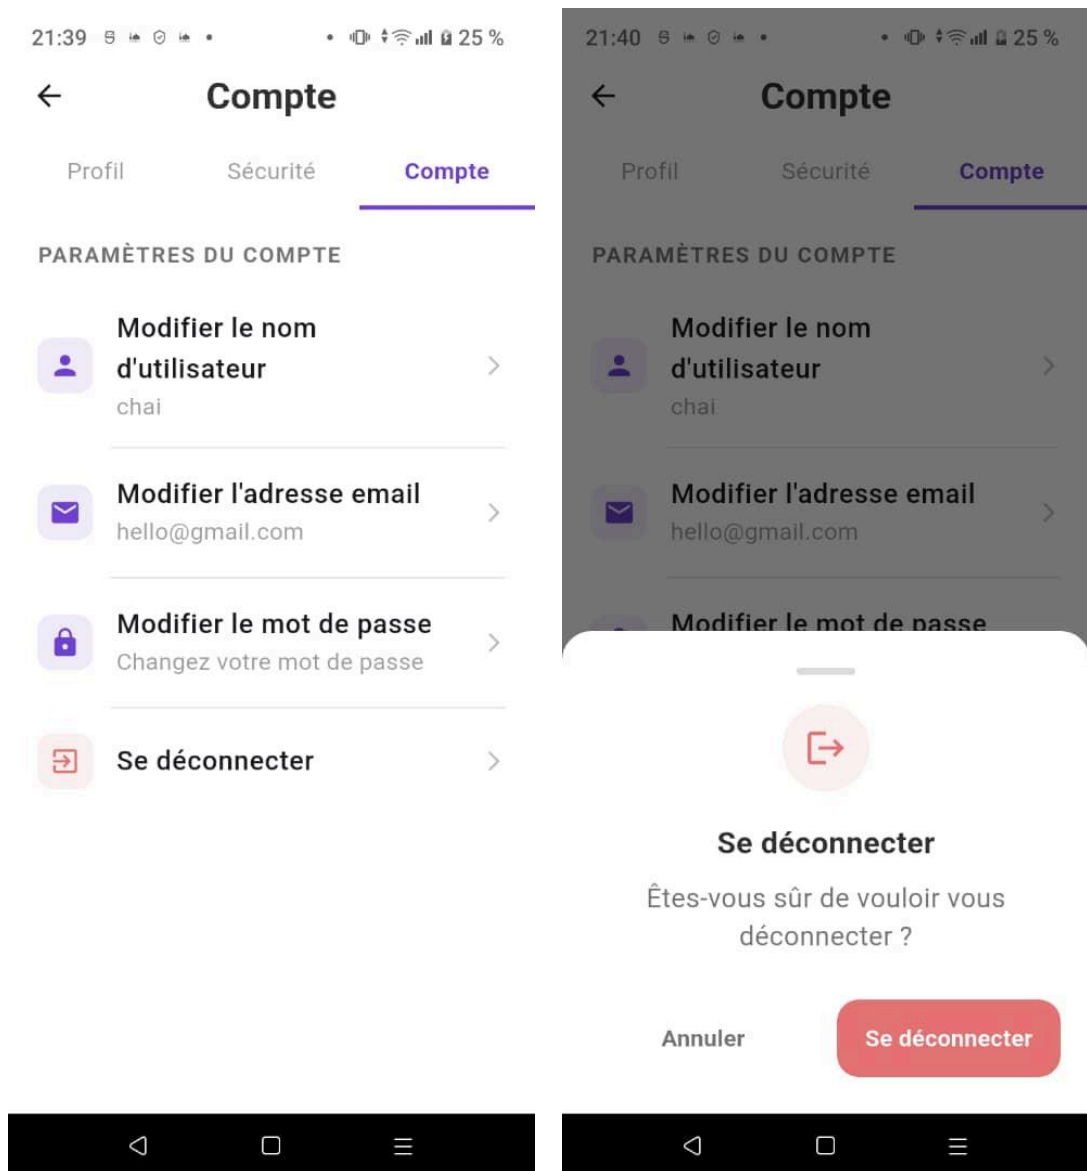 21:39
25 %
Compte
Profil Sécurité Compte
PARAMÈTRES DU COMPTE
Modifier le nom
d'utilisateur
chai
Modifier l'adresse email
hello@gmail.com
Modifier le mot de passe
Changez votre mot de passe
Se déconnecter
21:40
25 %
Compte
Profil Sécurité Compte
PARAMÈTRES DU COMPTE
Modifier le nom
d'utilisateur
chai
Modifier l'adresse email
hello@gmail.com
Modifier le mot de passe
Se déconnecter
Êtes-vous sûr de vouloir vous
déconnecter ?
Annuler Se déconnecter